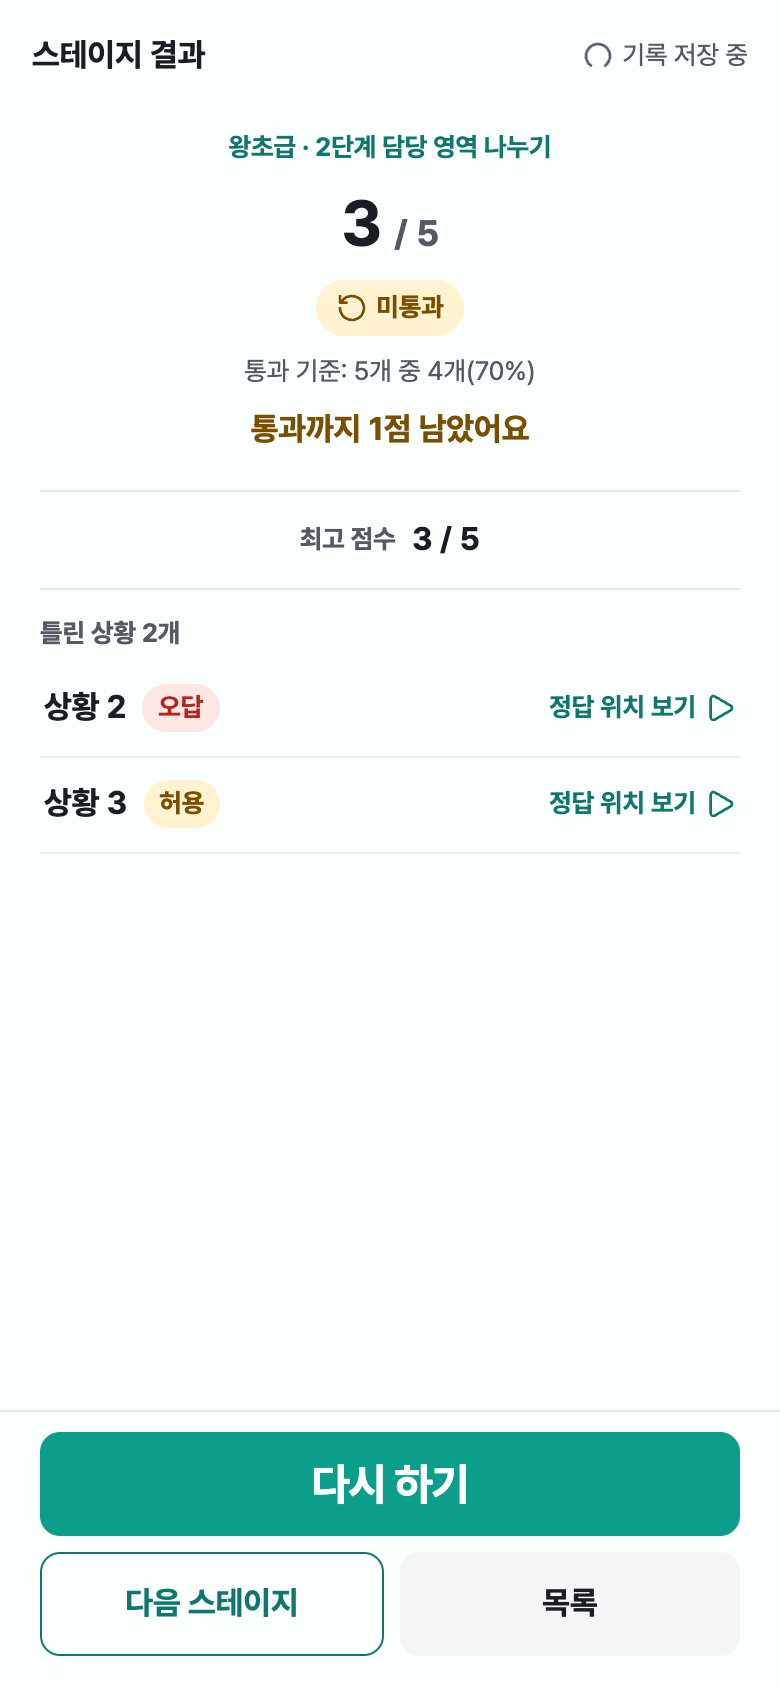 스테이지 결과
기록 저장 중
왕초급 · 2단계 담당 영역 나누기
3 / 5
미통과
통과 기준: 5개 중 4개(70%)
통과까지 1점 남았어요
최고 점수 3 / 5
틀린 상황 2개
상황 2 오답 정답 위치 보기
상황 3 허용 정답 위치 보기
다시 하기
다음 스테이지
목록